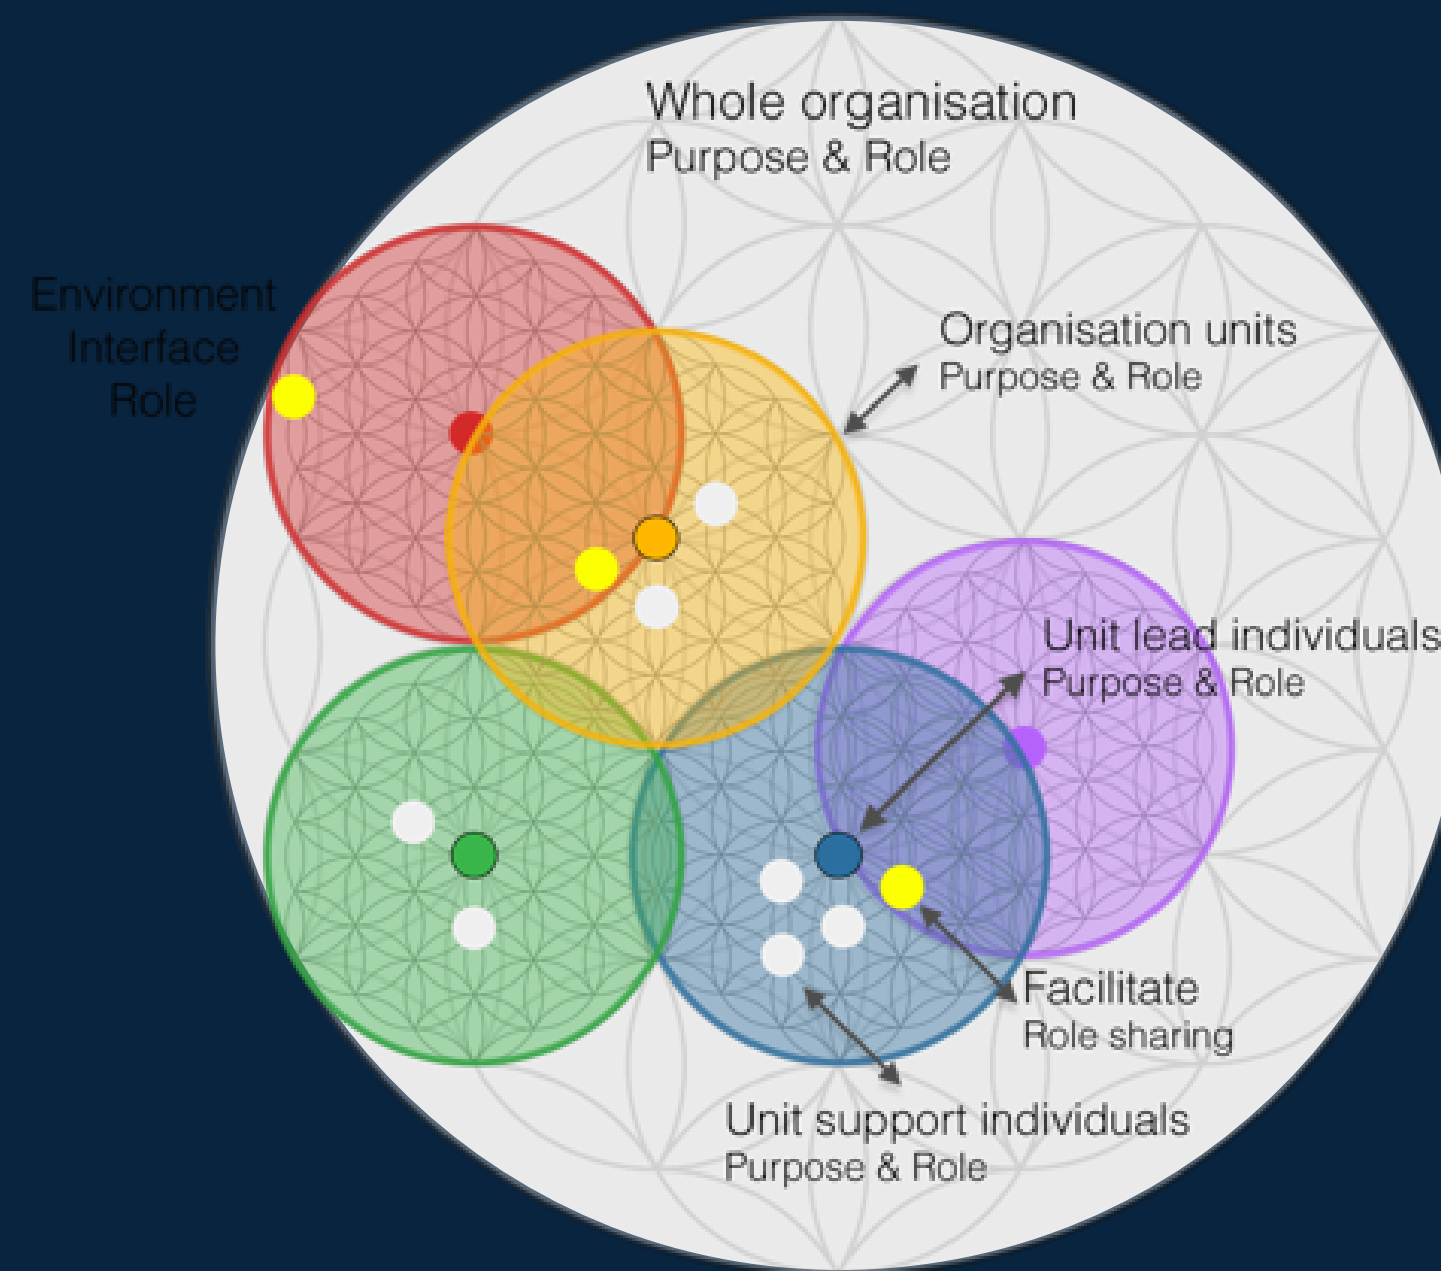 Whole organisation
Purpose & Role
Environment
Interface
Role
Organisation units
Purpose & Role
Unit lead individuals
Purpose & Role
Facilitate
Role sharing
Unit support individuals
Purpose & Role